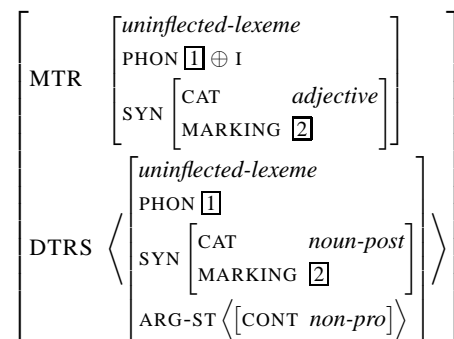 uninflected-lexeme
PHON 1 ⊕ I
MTR
SYN CAT adjective
MARKING 2
uninflected-lexeme
PHON 1
DTRS
SYN CAT noun-post
MARKING 2
ARG-ST ⟨[CONT non-pro]⟩